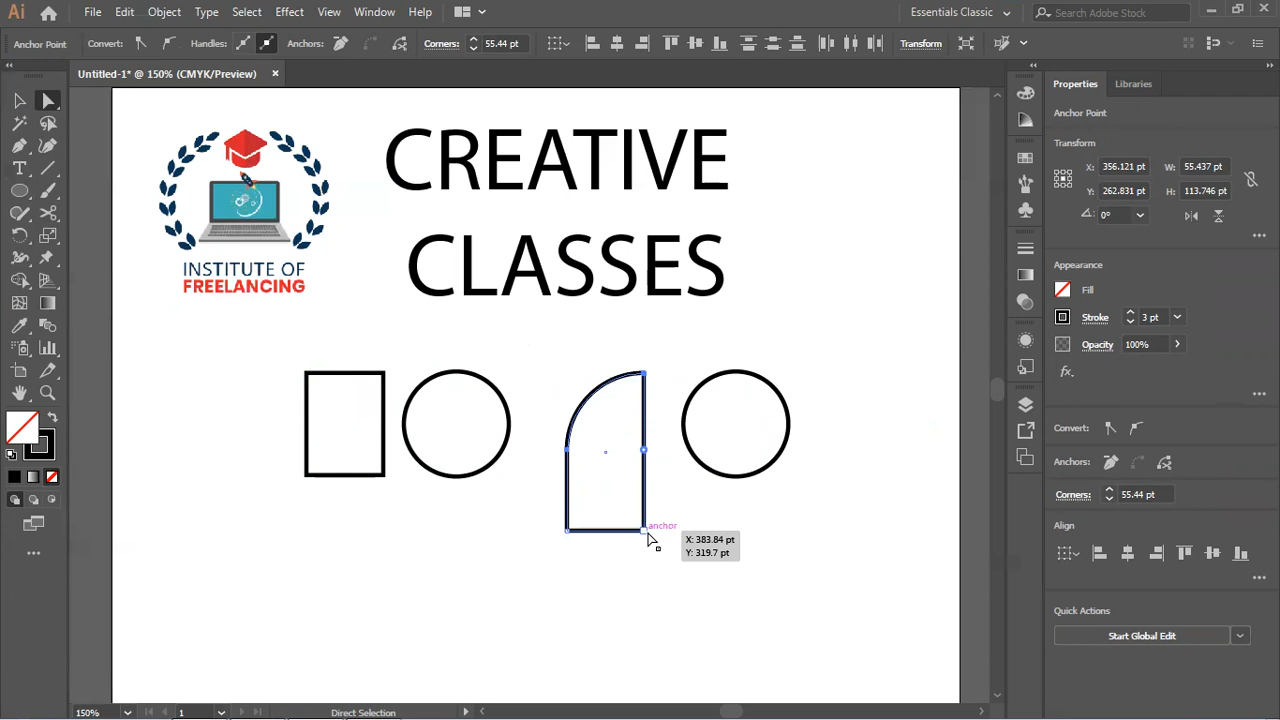 Ai File Edit Object Type Select Effect View Window Help Essentials Classic Search Adobe Stock
Anchor Point Convert: Handles: Anchors: Corners: 55.44 pt Transform
Untitled-1* @ 150% (CMYK/Preview) ×
Properties Libraries
Anchor Point
Transform
X: 356.121 pt W: 55.437 pt
Y: 262.831 pt H: 113.746 pt
0°
Appearance
Fill
Stroke 3 pt
Opacity 100%
fx.
Convert:
Anchors:
Corners: 55.44 pt
Align
Quick Actions
Start Global Edit
CREATIVE
CLASSES
INSTITUTE OF
FREELANCING
anchor
X: 383.84 pt
Y: 319.7 pt
150% 1 Direct Selection